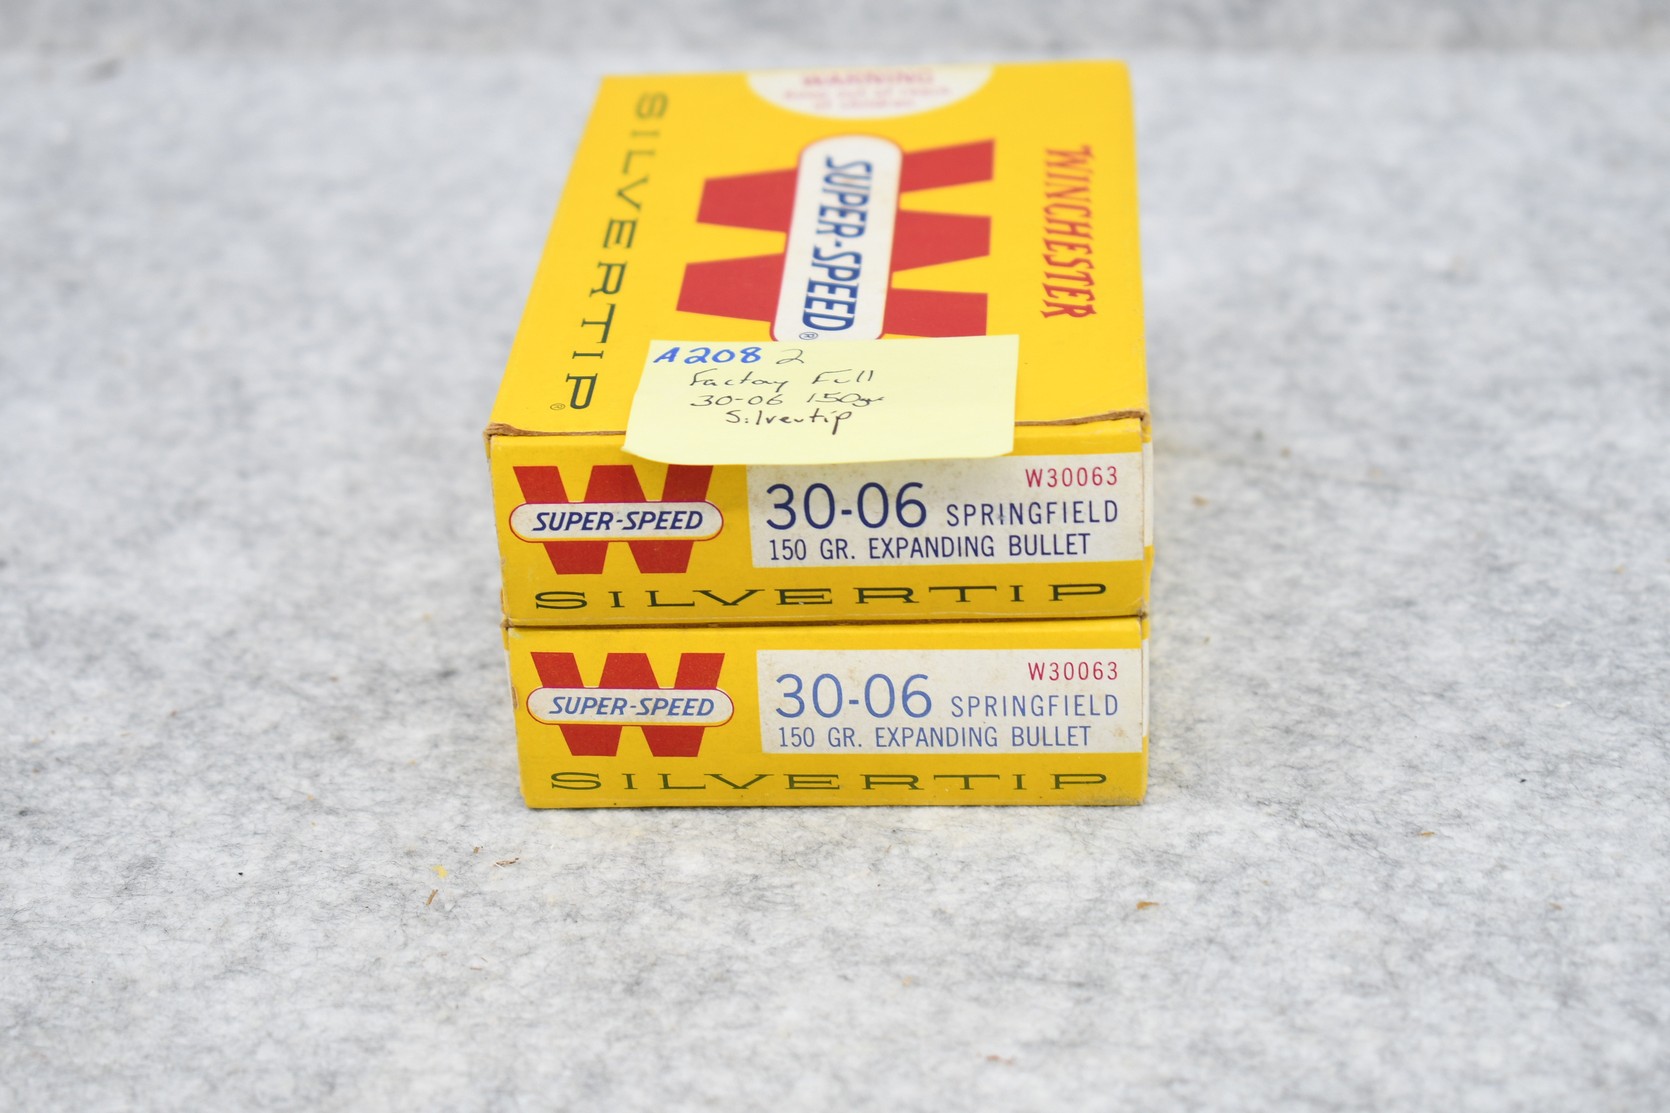 WARNING
SILVERTIP®
SUPER-SPEED®
WINCHESTER
A208 2
Factory Full
30-06 150gr
Silvertip
SUPER-SPEED
W30063
30-06 SPRINGFIELD
150 GR. EXPANDING BULLET
SILVERTIP
SUPER-SPEED
W30063
30-06 SPRINGFIELD
150 GR. EXPANDING BULLET
SILVERTIP